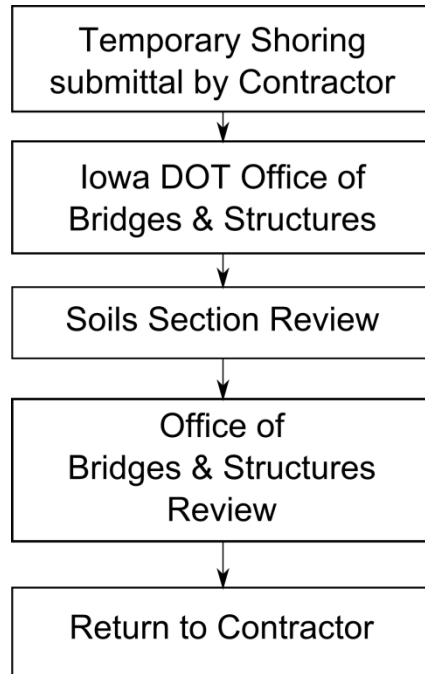 Temporary Shoring
submittal by Contractor
Iowa DOT Office of
Bridges & Structures
Soils Section Review
Office of
Bridges & Structures
Review
Return to Contractor